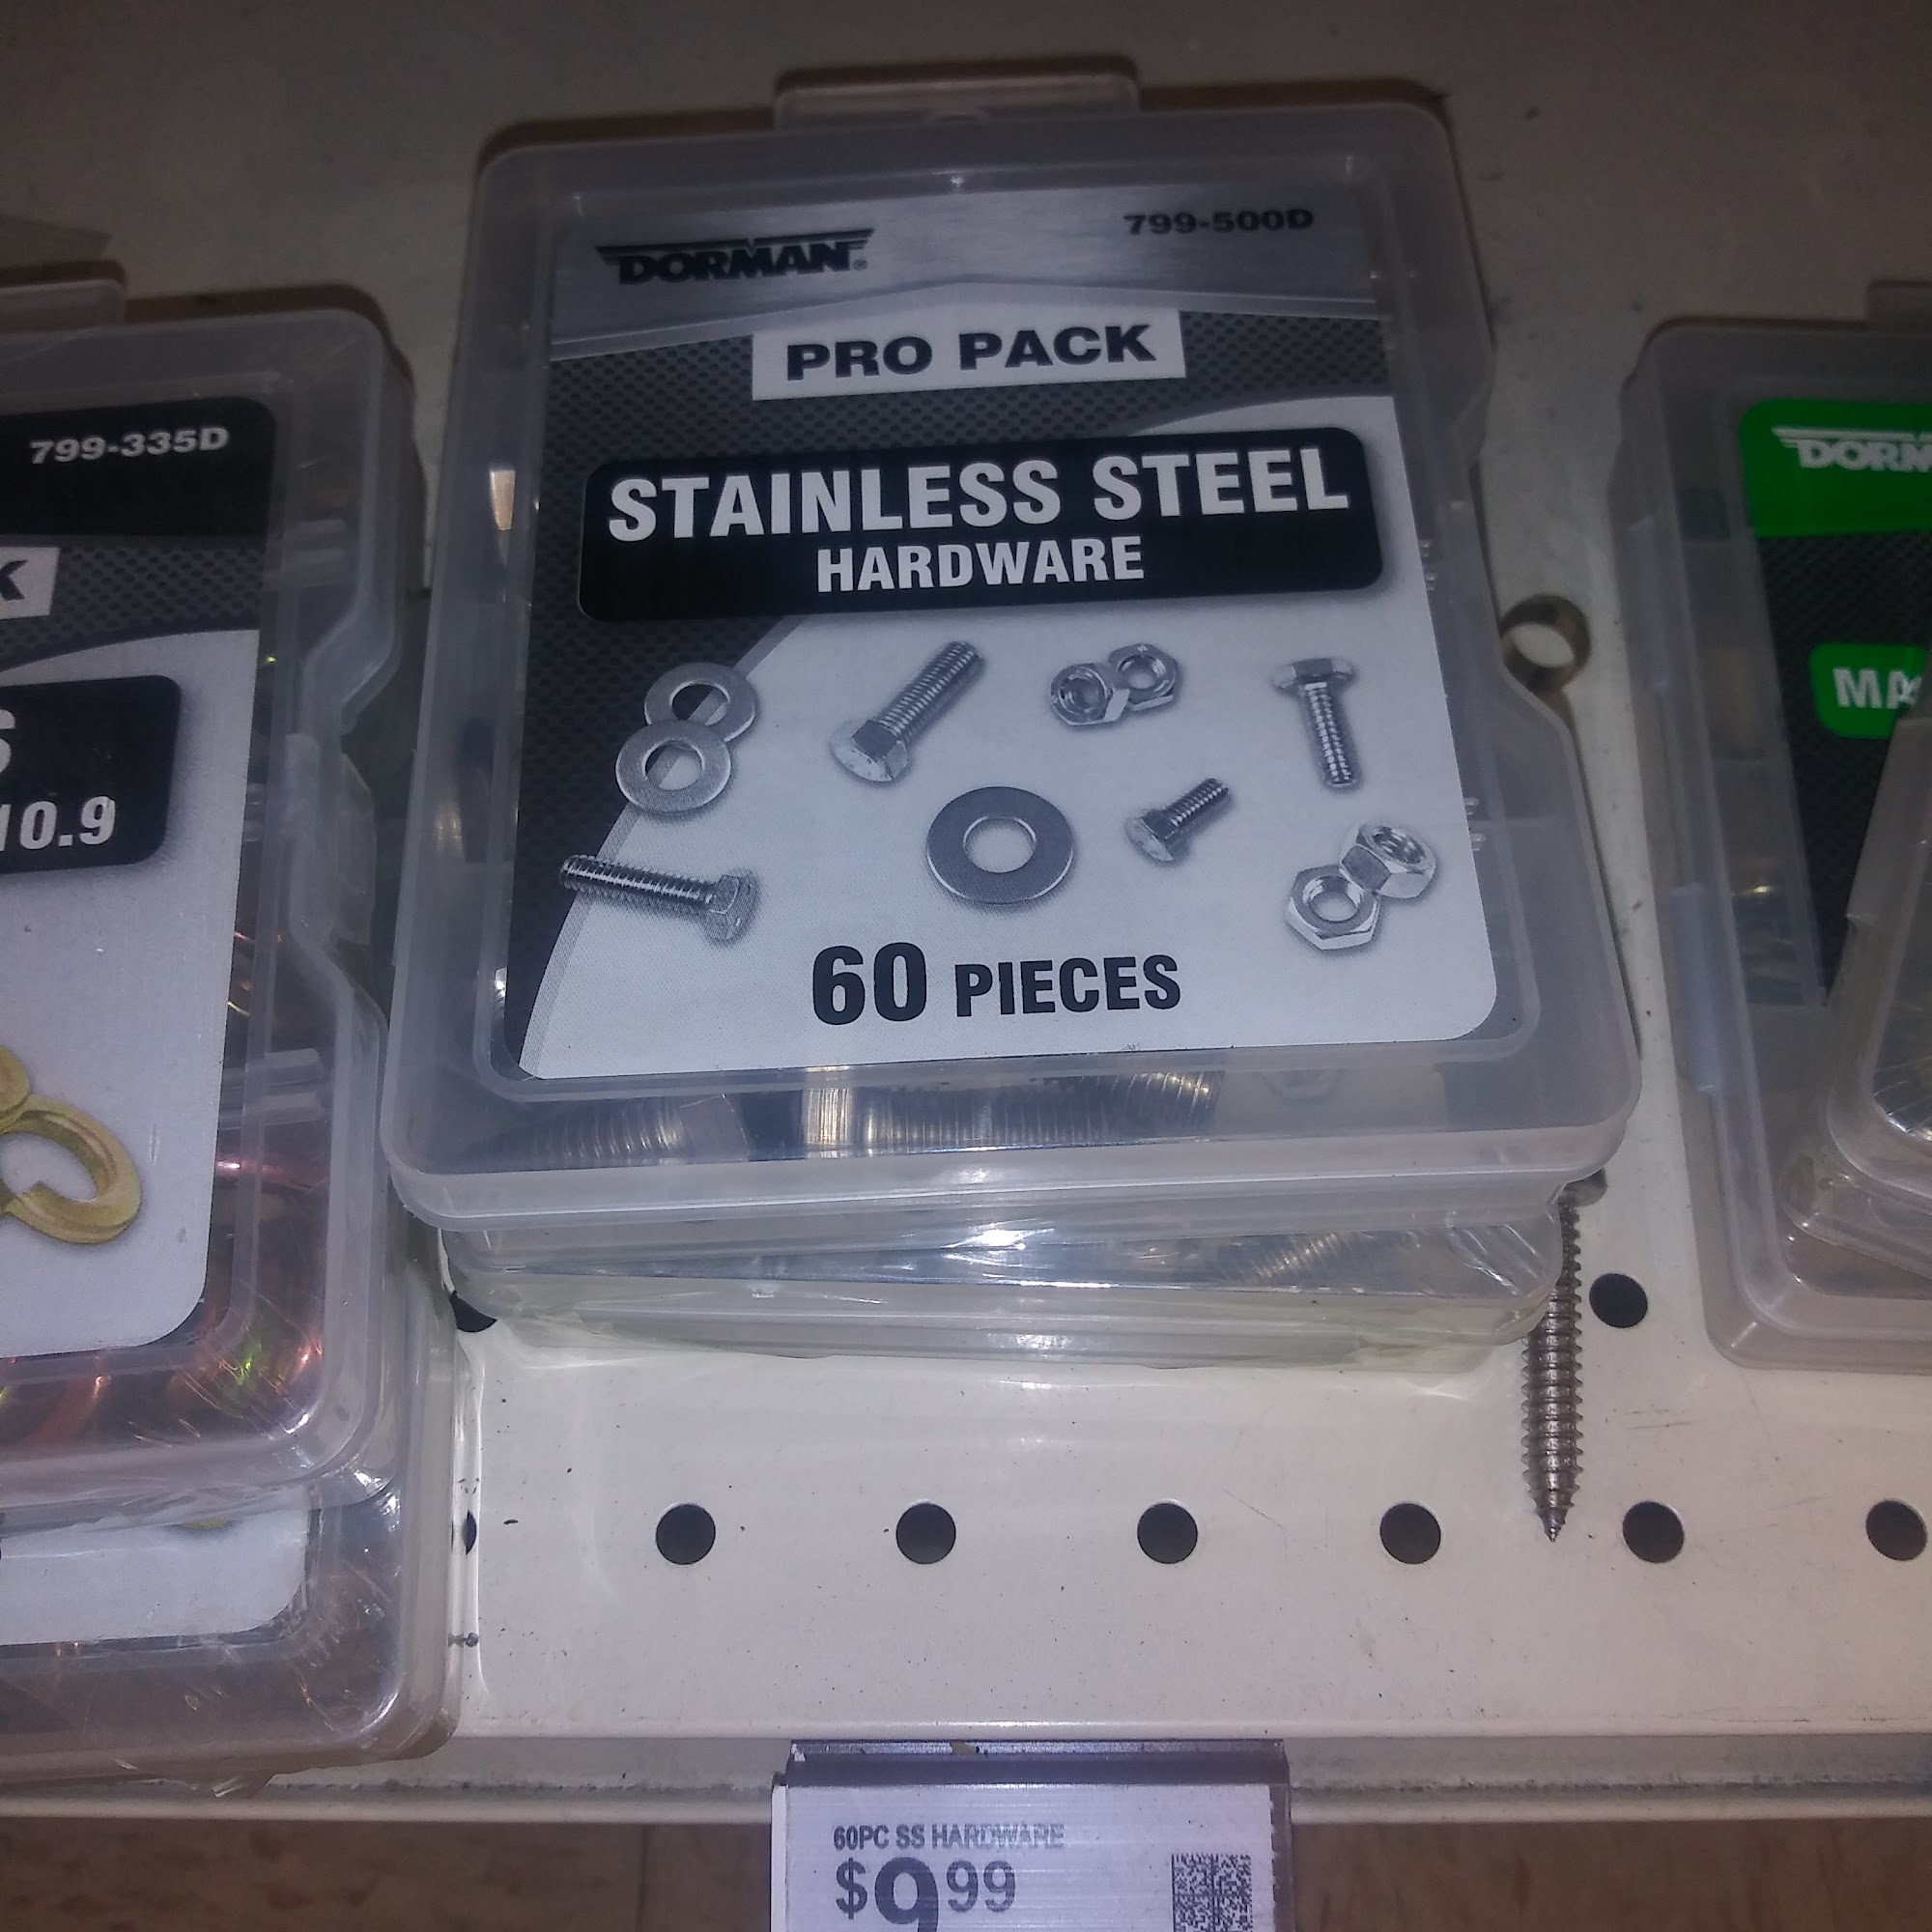 DORMAN®
799-500D
PRO PACK
STAINLESS STEEL
HARDWARE
60 PIECES
799-335D
K
S
10.9
DORM
MA
60PC SS HARDWARE
$9.99